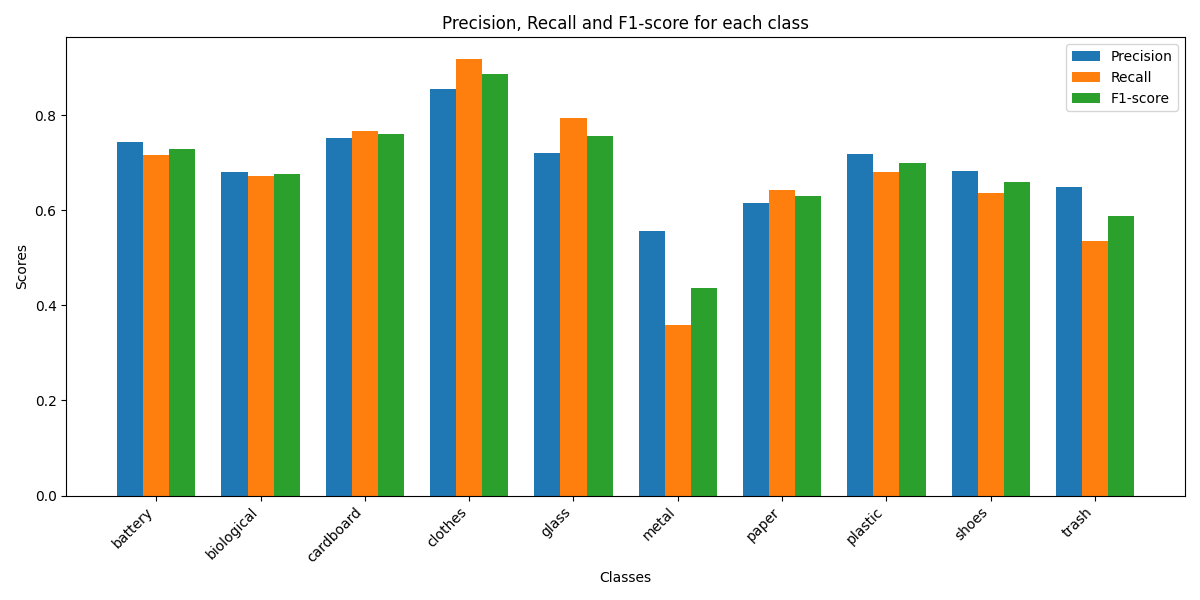 Precision, Recall and F1-score for each class
Precision
Recall
F1-score
Scores
0.8
0.6
0.4
0.2
0.0
battery
biological
cardboard
clothes
glass
metal
paper
plastic
shoes
trash
Classes